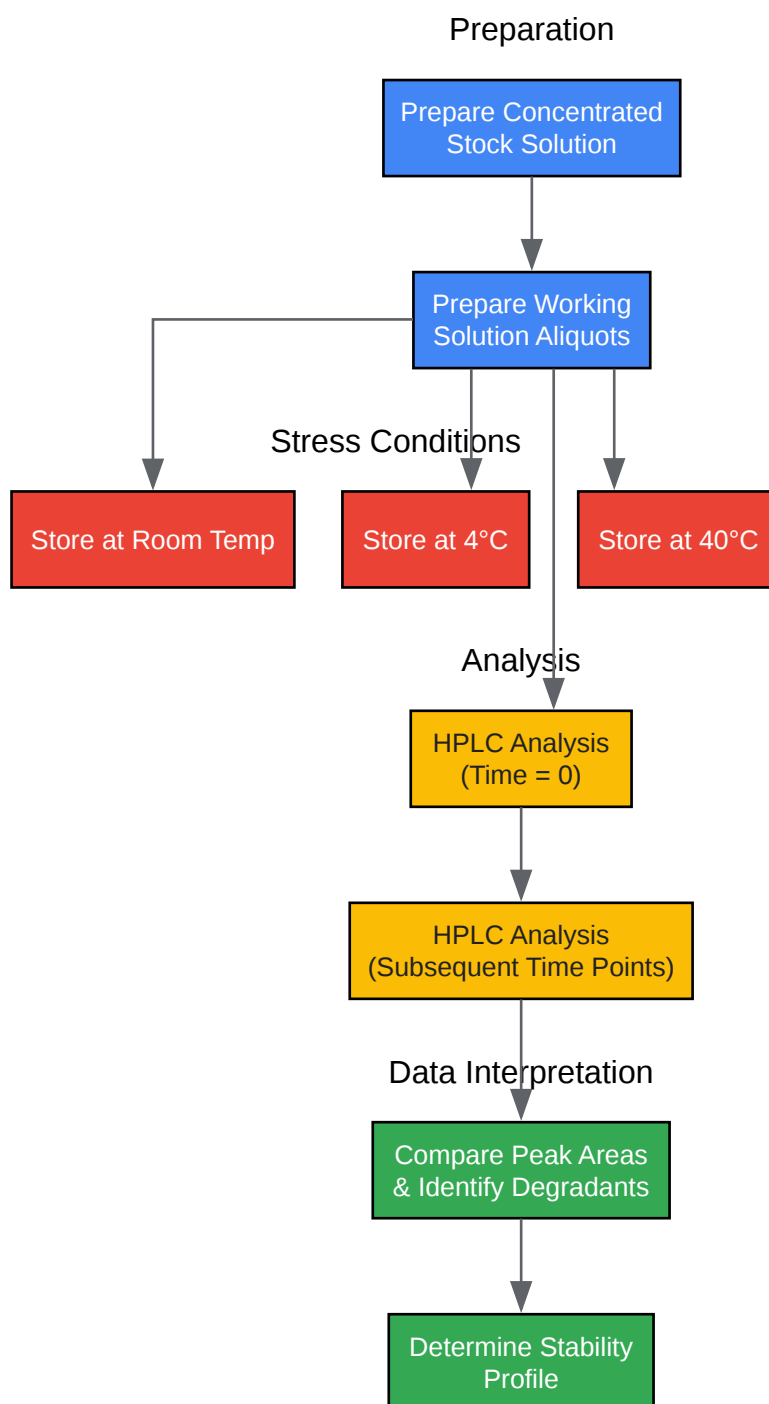 Preparation
Prepare Concentrated
Stock Solution
Prepare Working
Solution Aliquots
Stress Conditions
Store at Room Temp
Store at 4°C
Store at 40°C
Analysis
HPLC Analysis
(Time = 0)
HPLC Analysis
(Subsequent Time Points)
Data Interpretation
Compare Peak Areas
& Identify Degradants
Determine Stability
Profile